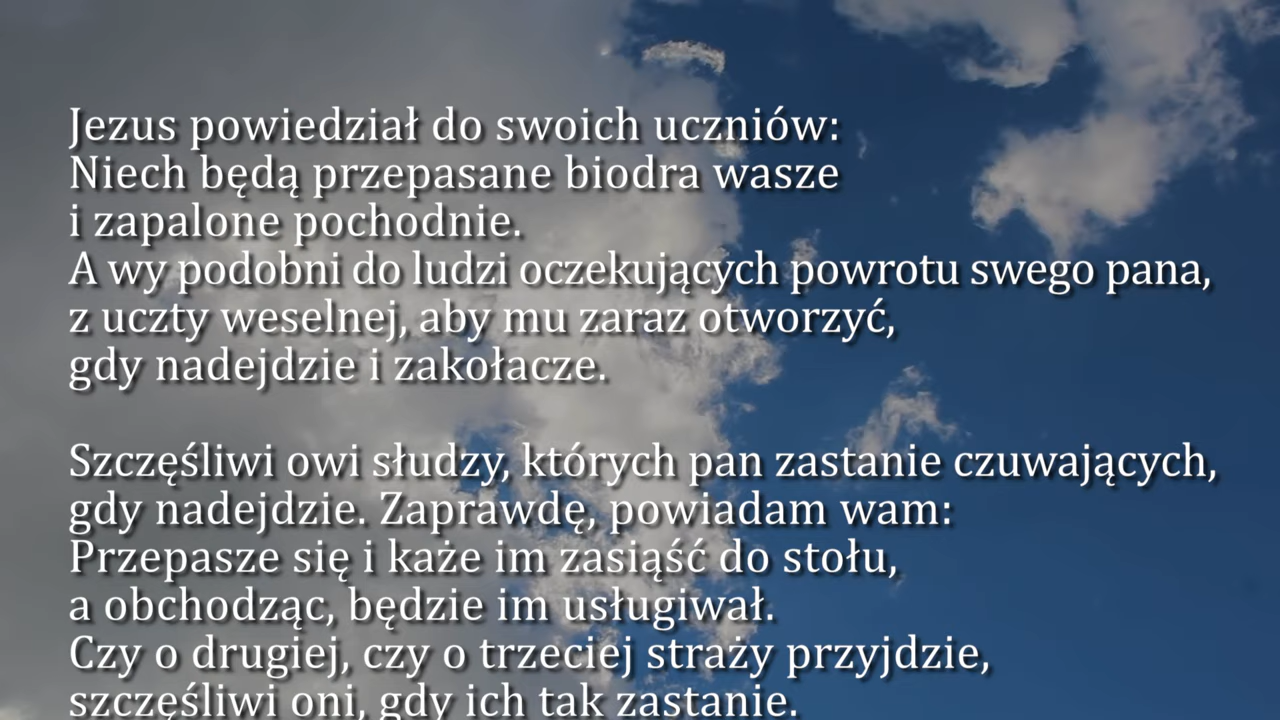 Jezus powiedział do swoich uczniów:
Niech będą przepasane biodra wasze
i zapalone pochodnie.
A wy podobni do ludzi oczekujących powrotu swego pana,
z uczty weselnej, aby mu zaraz otworzyć,
gdy nadejdzie i zakołacze.
Szczęśliwi owi słudzy, których pan zastanie czuwających,
gdy nadejdzie. Zaprawdę, powiadam wam:
Przepasze się i każe im zasiąść do stołu,
a obchodząc, będzie im usługiwał.
Czy o drugiej, czy o trzeciej straży przyjdzie,
szczęśliwi oni, gdy ich tak zastanie.